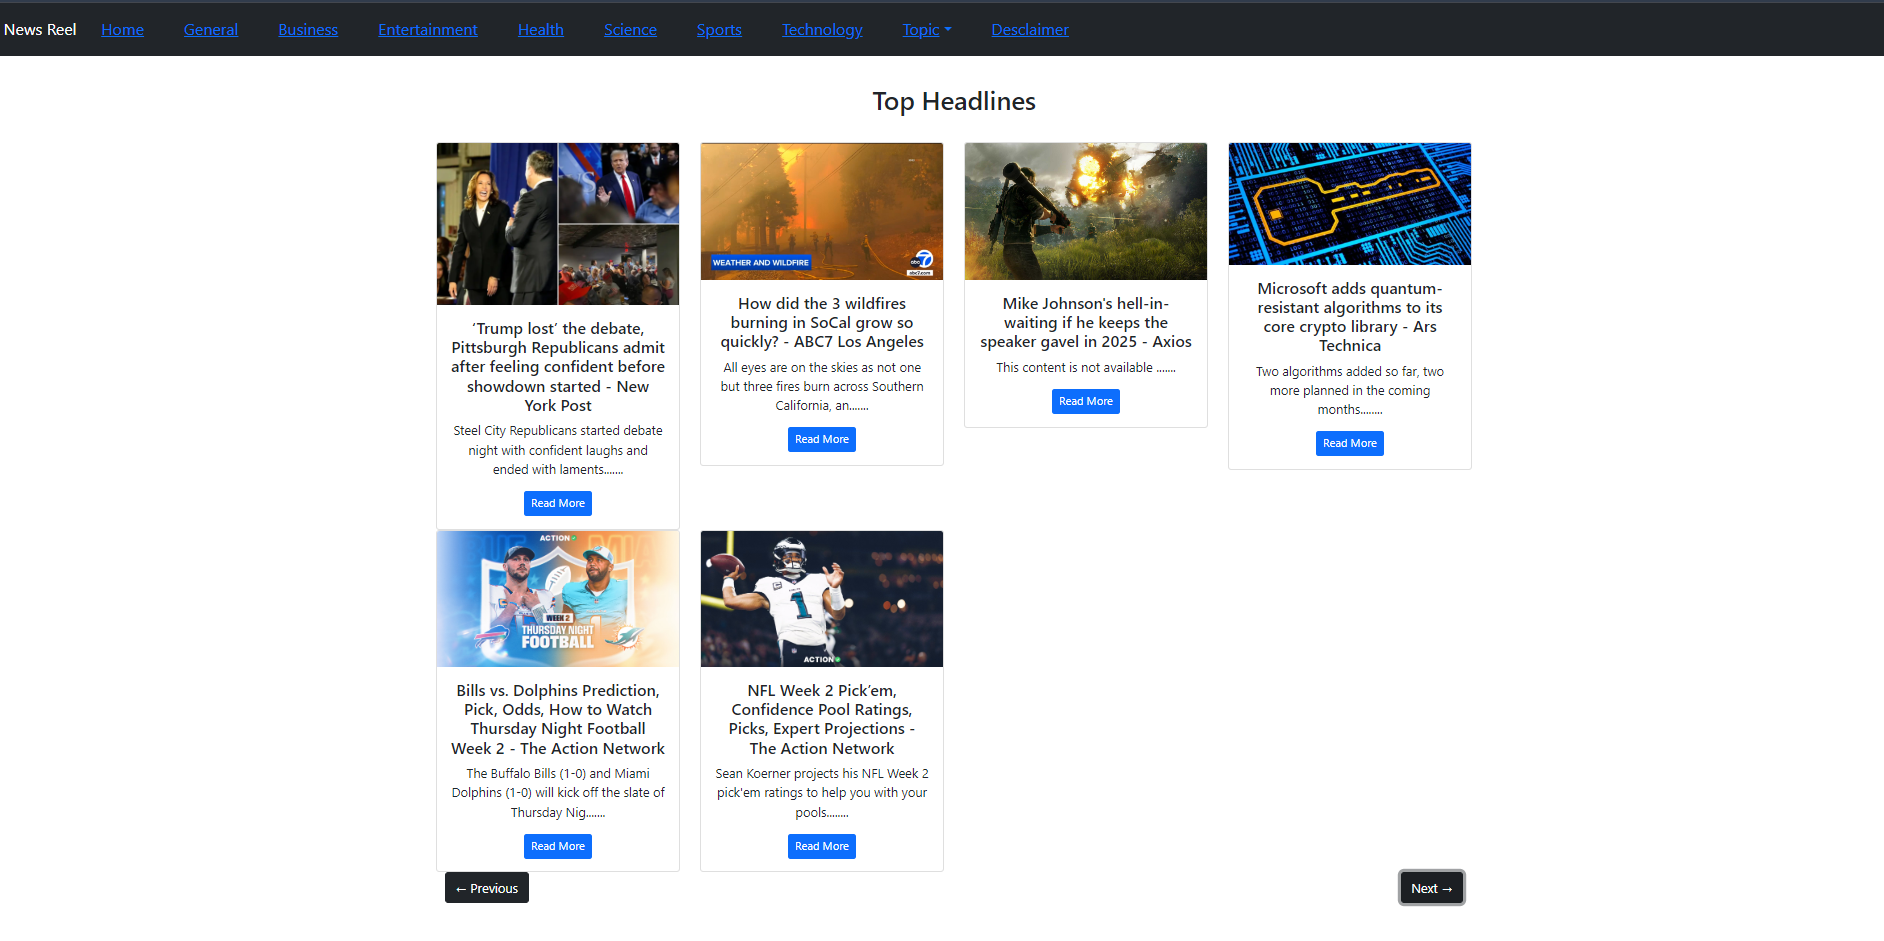 News Reel Home General Business Entertainment Health Science Sports Technology Topic Desclaimer
Top Headlines
WEATHER AND WILDFIRE
abc 7
abc7.com
‘Trump lost’ the debate,
Pittsburgh Republicans admit
after feeling confident before
showdown started - New
York Post
Steel City Republicans started debate
night with confident laughs and
ended with laments.......
Read More
How did the 3 wildfires
burning in SoCal grow so
quickly? - ABC7 Los Angeles
All eyes are on the skies as not one
but three fires burn across Southern
California, an.......
Read More
Mike Johnson's hell-in-
waiting if he keeps the
speaker gavel in 2025 - Axios
This content is not available .......
Read More
Microsoft adds quantum-
resistant algorithms to its
core crypto library - Ars
Technica
Two algorithms added so far, two
more planned in the coming
months........
Read More
ACTION
WEEK 2
THURSDAY NIGHT
FOOTBALL
Bills vs. Dolphins Prediction,
Pick, Odds, How to Watch
Thursday Night Football
Week 2 - The Action Network
The Buffalo Bills (1-0) and Miami
Dolphins (1-0) will kick off the slate of
Thursday Nig.......
Read More
1
ACTION
NFL Week 2 Pick’em,
Confidence Pool Ratings,
Picks, Expert Projections -
The Action Network
Sean Koerner projects his NFL Week 2
pick'em ratings to help you with your
pools........
Read More
← Previous
Next →